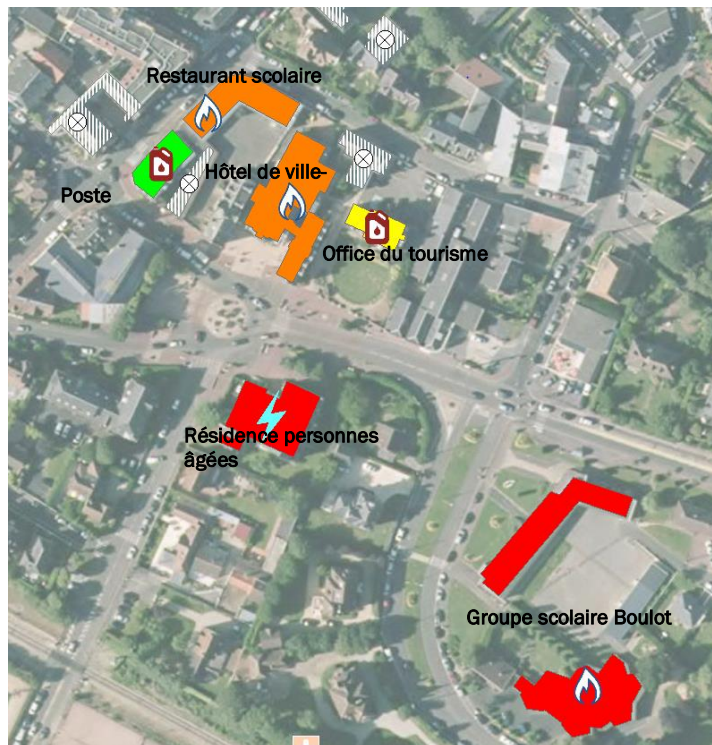 Restaurant scolaire
Hôtel de ville-
Poste
Office du tourisme
Résidence personnes
âgées
Groupe scolaire Boulot